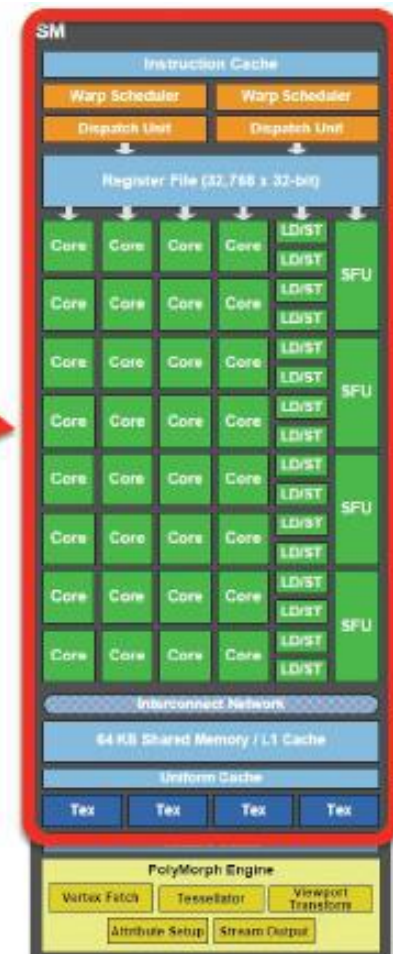 SM
Instruction Cache
Warp Scheduler Warp Scheduler
Dispatch Unit Dispatch Unit
Register File (32,768 x 32-bit)
Core Core Core Core LD/ST SFU
LD/ST
Core Core Core Core LD/ST
LD/ST
Core Core Core Core LD/ST SFU
LD/ST
Core Core Core Core LD/ST
LD/ST
Core Core Core Core LD/ST SFU
LD/ST
Core Core Core Core LD/ST
LD/ST
Core Core Core Core LD/ST SFU
LD/ST
Core Core Core Core LD/ST
LD/ST
Interconnect Network
64 KB Shared Memory / L1 Cache
Uniform Cache
Tex Tex Tex Tex
PolyMorph Engine
Vertex Fetch Tessellator Viewport Transform
Attribute Setup Stream Output